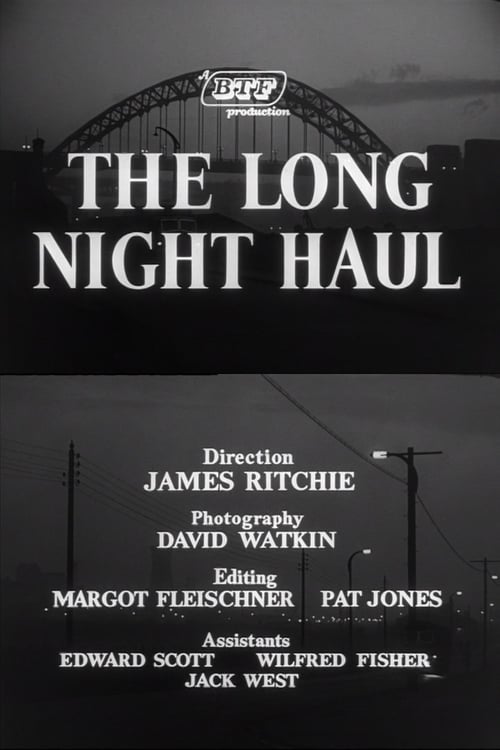 A
BTF
production
THE LONG
NIGHT HAUL
Direction
JAMES RITCHIE
Photography
DAVID WATKIN
Editing
MARGOT FLEISCHNER PAT JONES
Assistants
EDWARD SCOTT WILFRED FISHER
JACK WEST